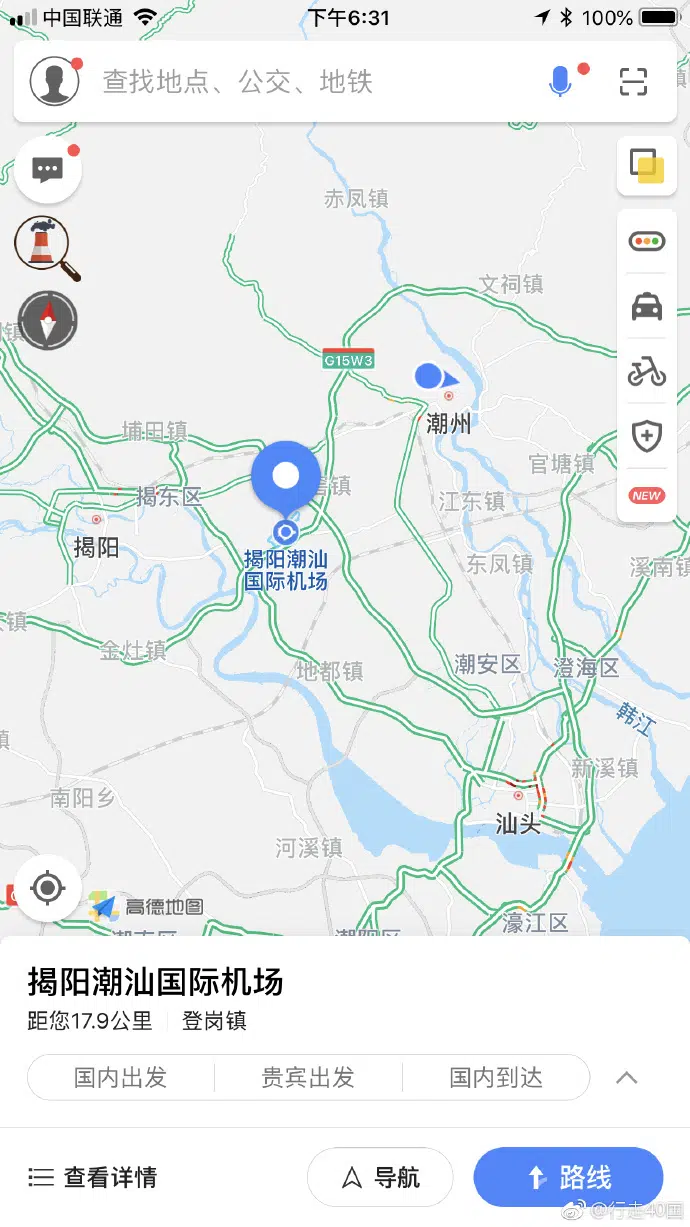 中国联通
下午6:31
100%
查找地点、公交、地铁
赤凤镇
文祠镇
G15W3
潮州
埔田镇
官塘镇
揭东区
江东镇
揭阳
揭阳潮汕
国际机场
东凤镇
溪南镇
金灶镇
地都镇
潮安区
澄海区
韩江
新溪镇
南阳乡
汕头
河溪镇
高德地图
濠江区
NEW
揭阳潮汕国际机场
距您17.9公里
登岗镇
国内出发
贵宾出发
国内到达
查看详情
导航
路线
@行走40国